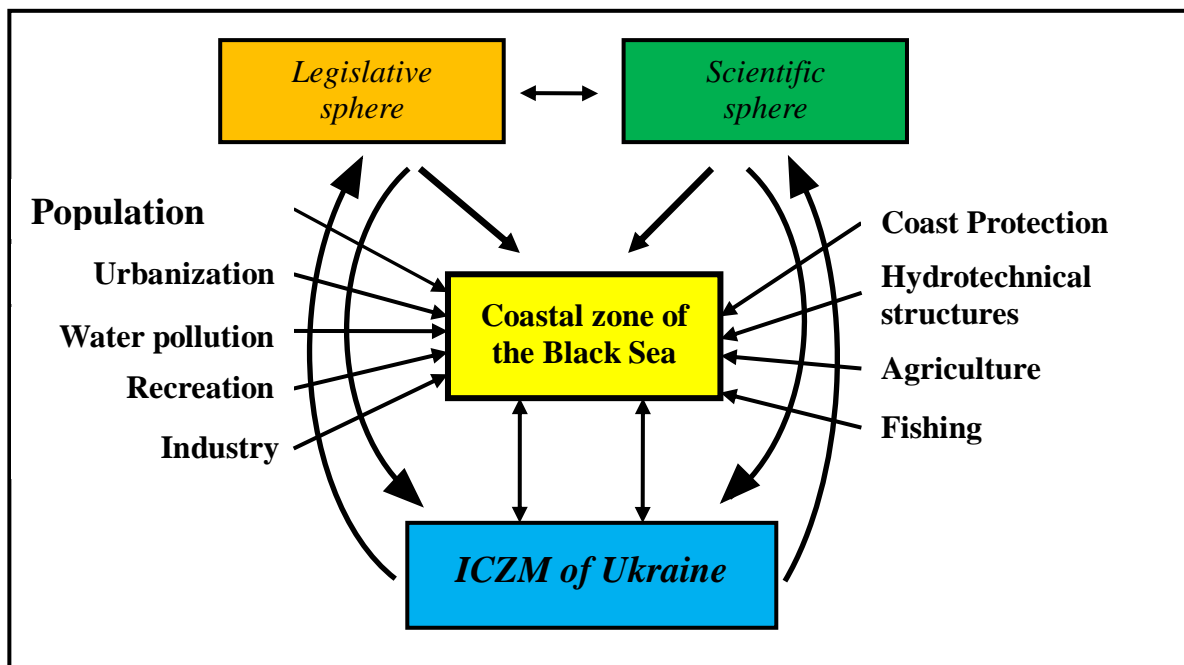 Legislative
sphere
Scientific
sphere
Population
Urbanization
Water pollution
Recreation
Industry
Coastal zone of
the Black Sea
Coast Protection
Hydrotechnical
structures
Agriculture
Fishing
ICZM of Ukraine